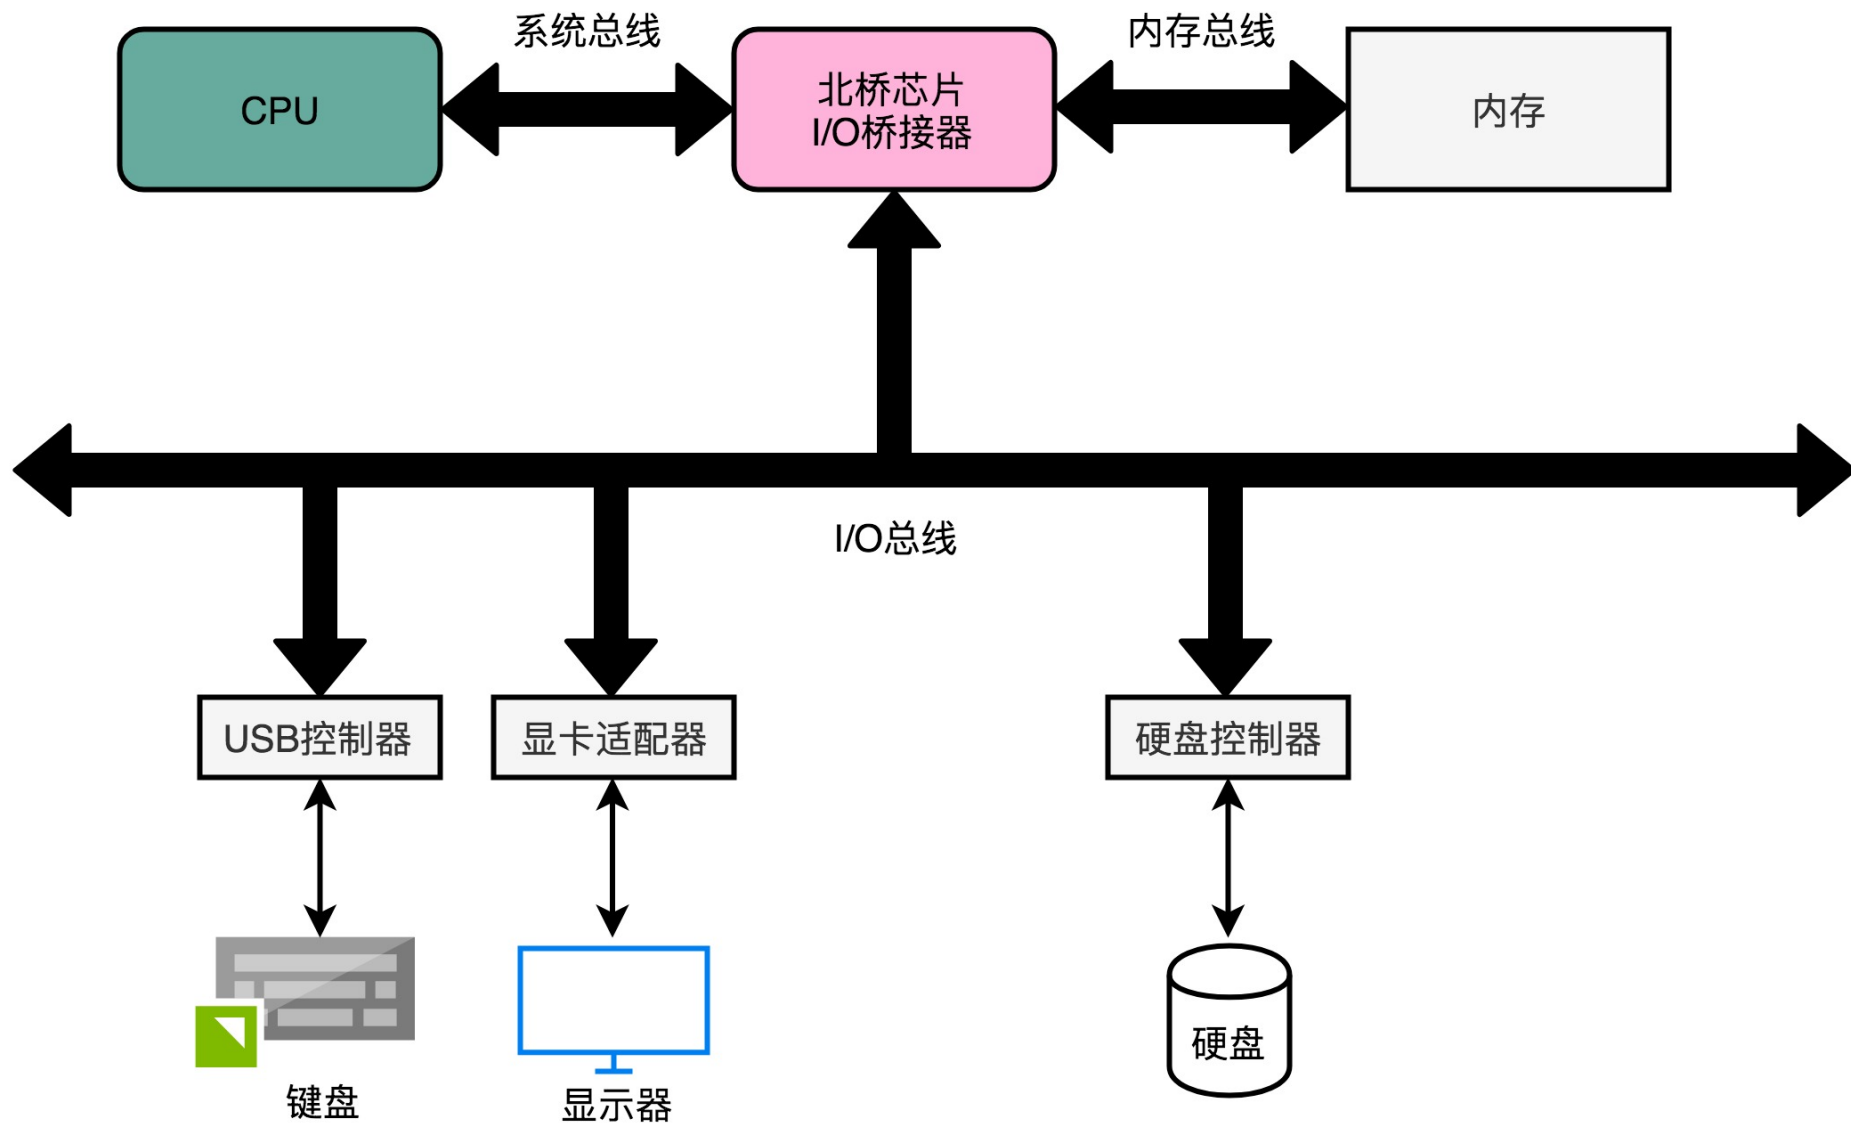 系统总线
内存总线
CPU
北桥芯片
I/O桥接器
内存
I/O总线
USB控制器
显卡适配器
硬盘控制器
硬盘
键盘
显示器